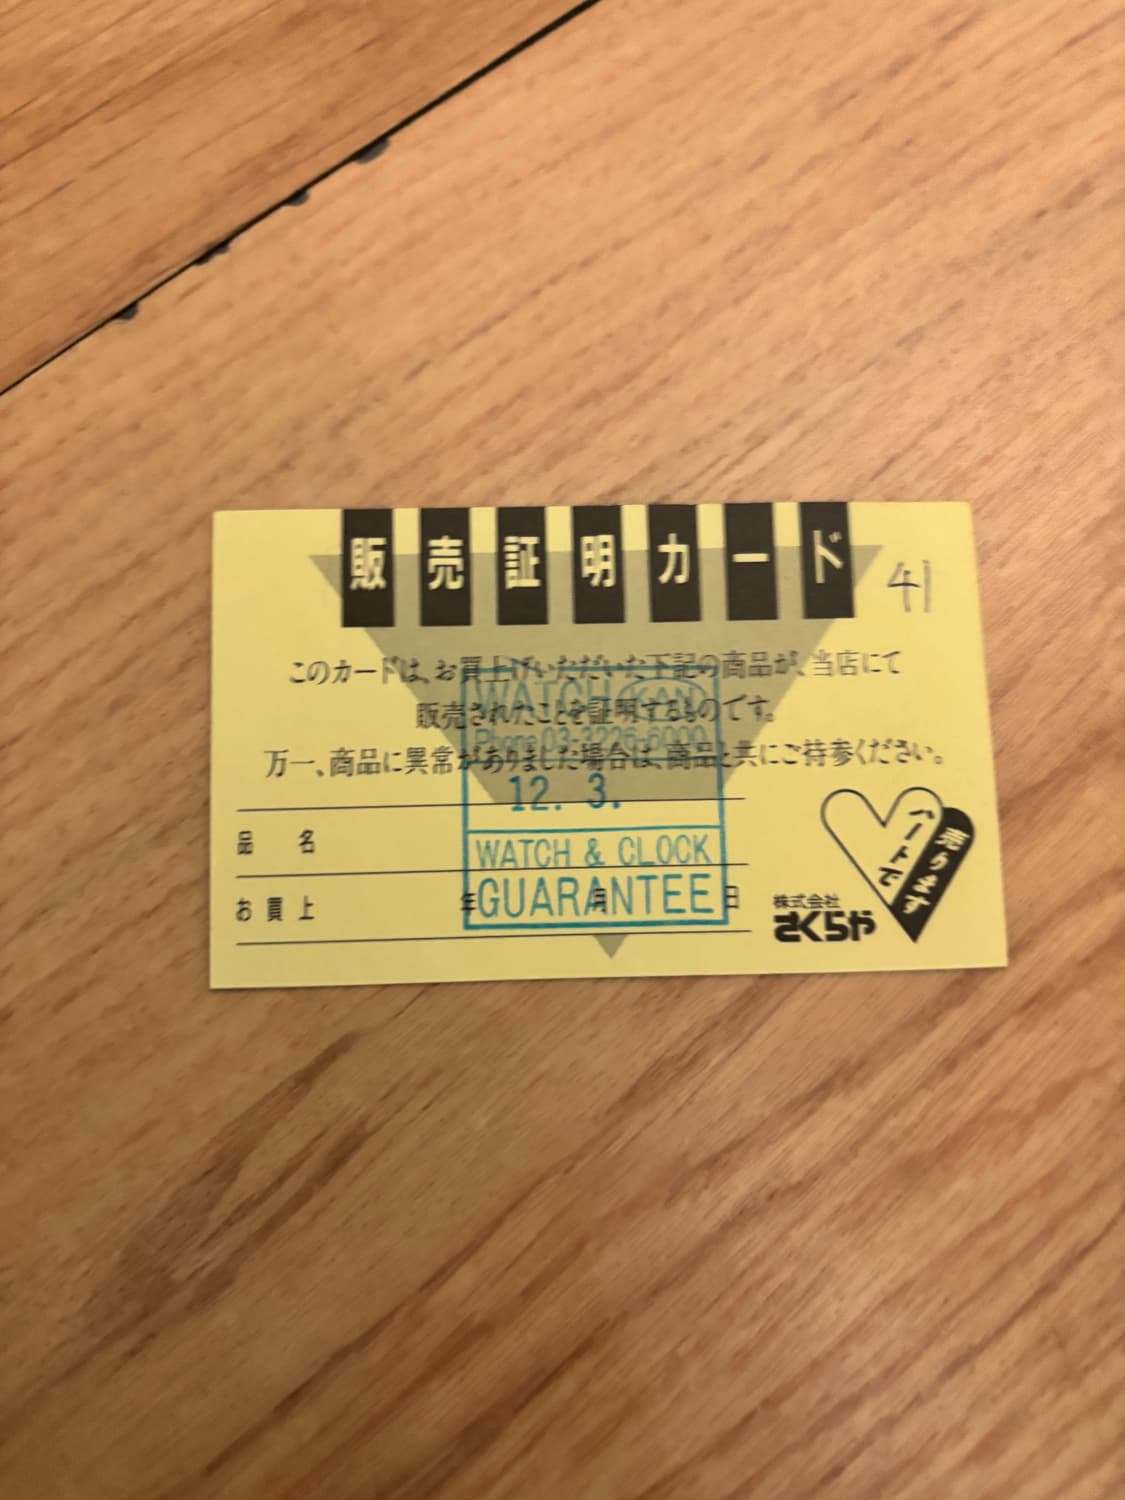 販売証明カード
41
このカードは、お買上げいただいた下記の商品が、当店にて
販売されたことを証明するものです。
万一、商品に異常がありました場合は、商品と共にご持参ください。
WATCH KAN
Phone 03-3226-6000
12. 3.
WATCH & CLOCK
GUARANTEE
品 名
お買上 年 月 日
ハートで
売ります
株式会社
さくらや